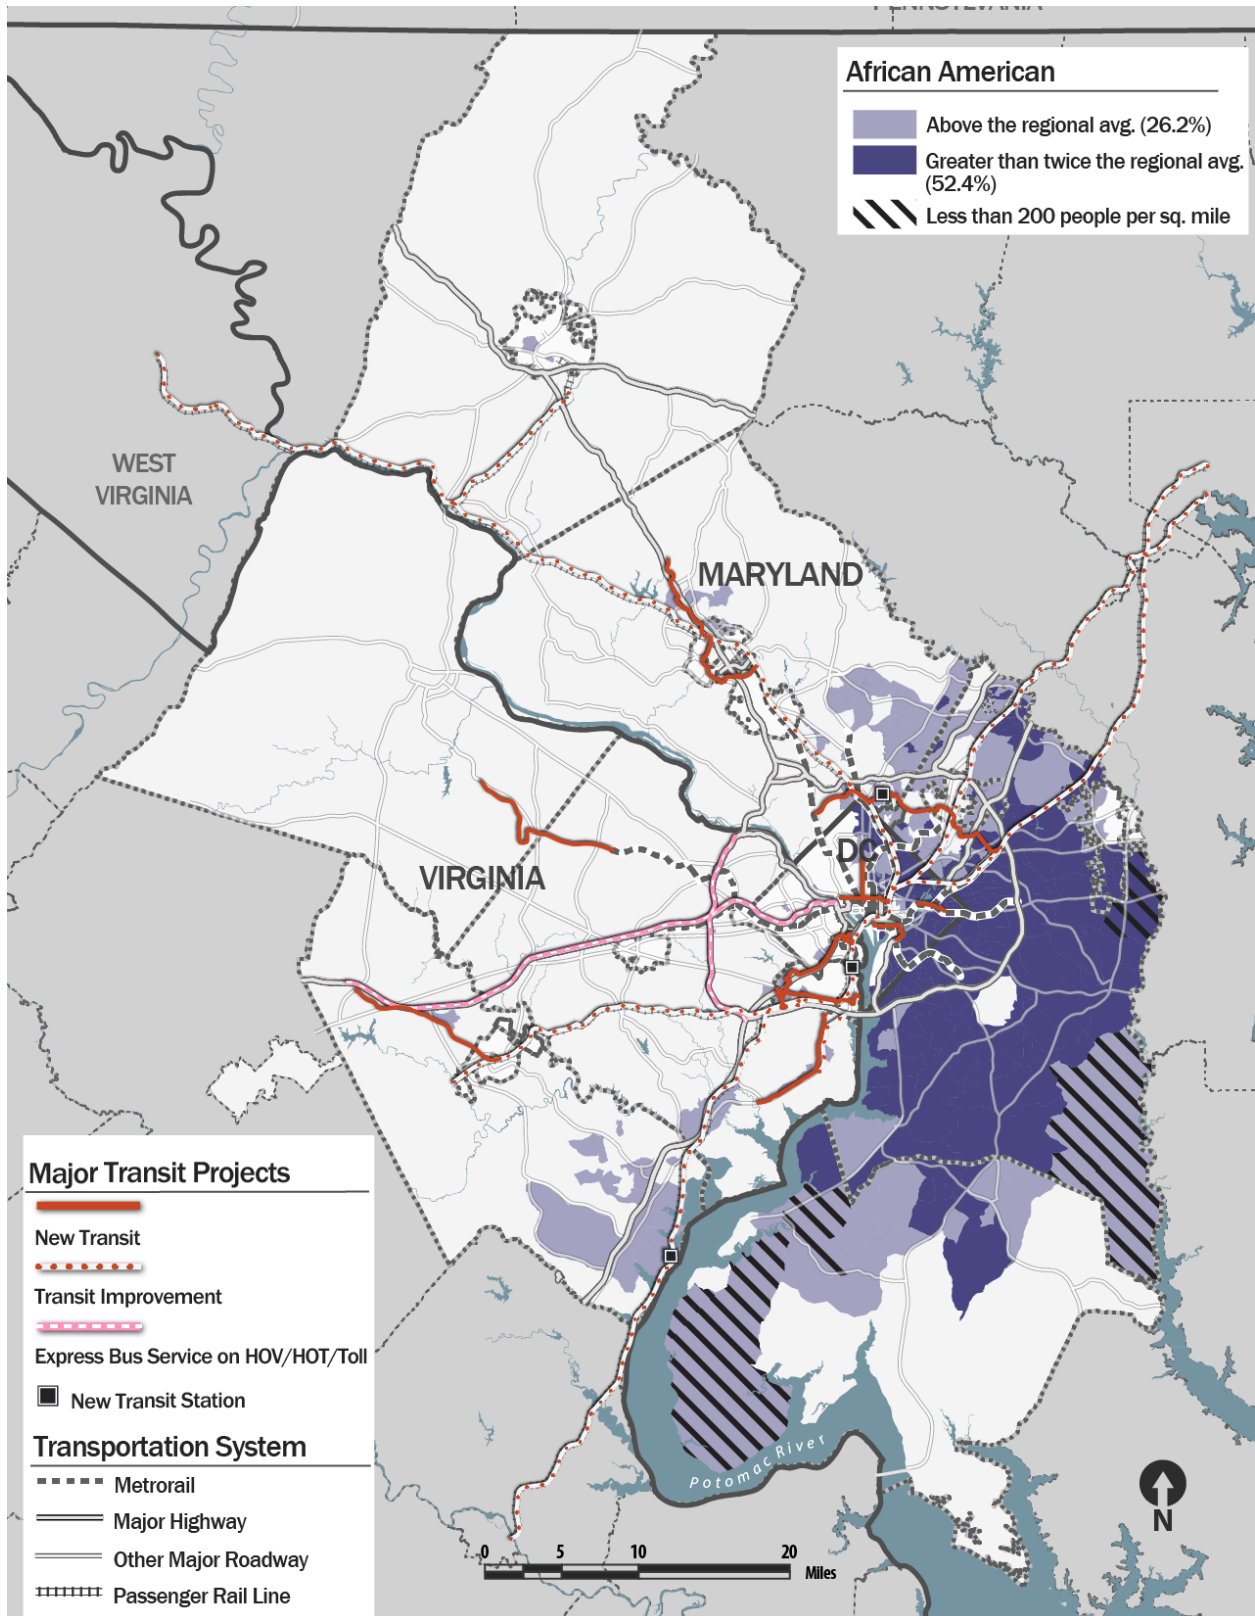 PENNSYLVANIA
African American
Above the regional avg. (26.2%)
Greater than twice the regional avg.
(52.4%)
Less than 200 people per sq. mile
WEST
VIRGINIA
MARYLAND
DC
VIRGINIA
Major Transit Projects
New Transit
Transit Improvement
Express Bus Service on HOV/HOT/Toll
New Transit Station
Transportation System
Metrorail
Major Highway
Other Major Roadway
Passenger Rail Line
Potomac River
N
0 5 10 20
Miles